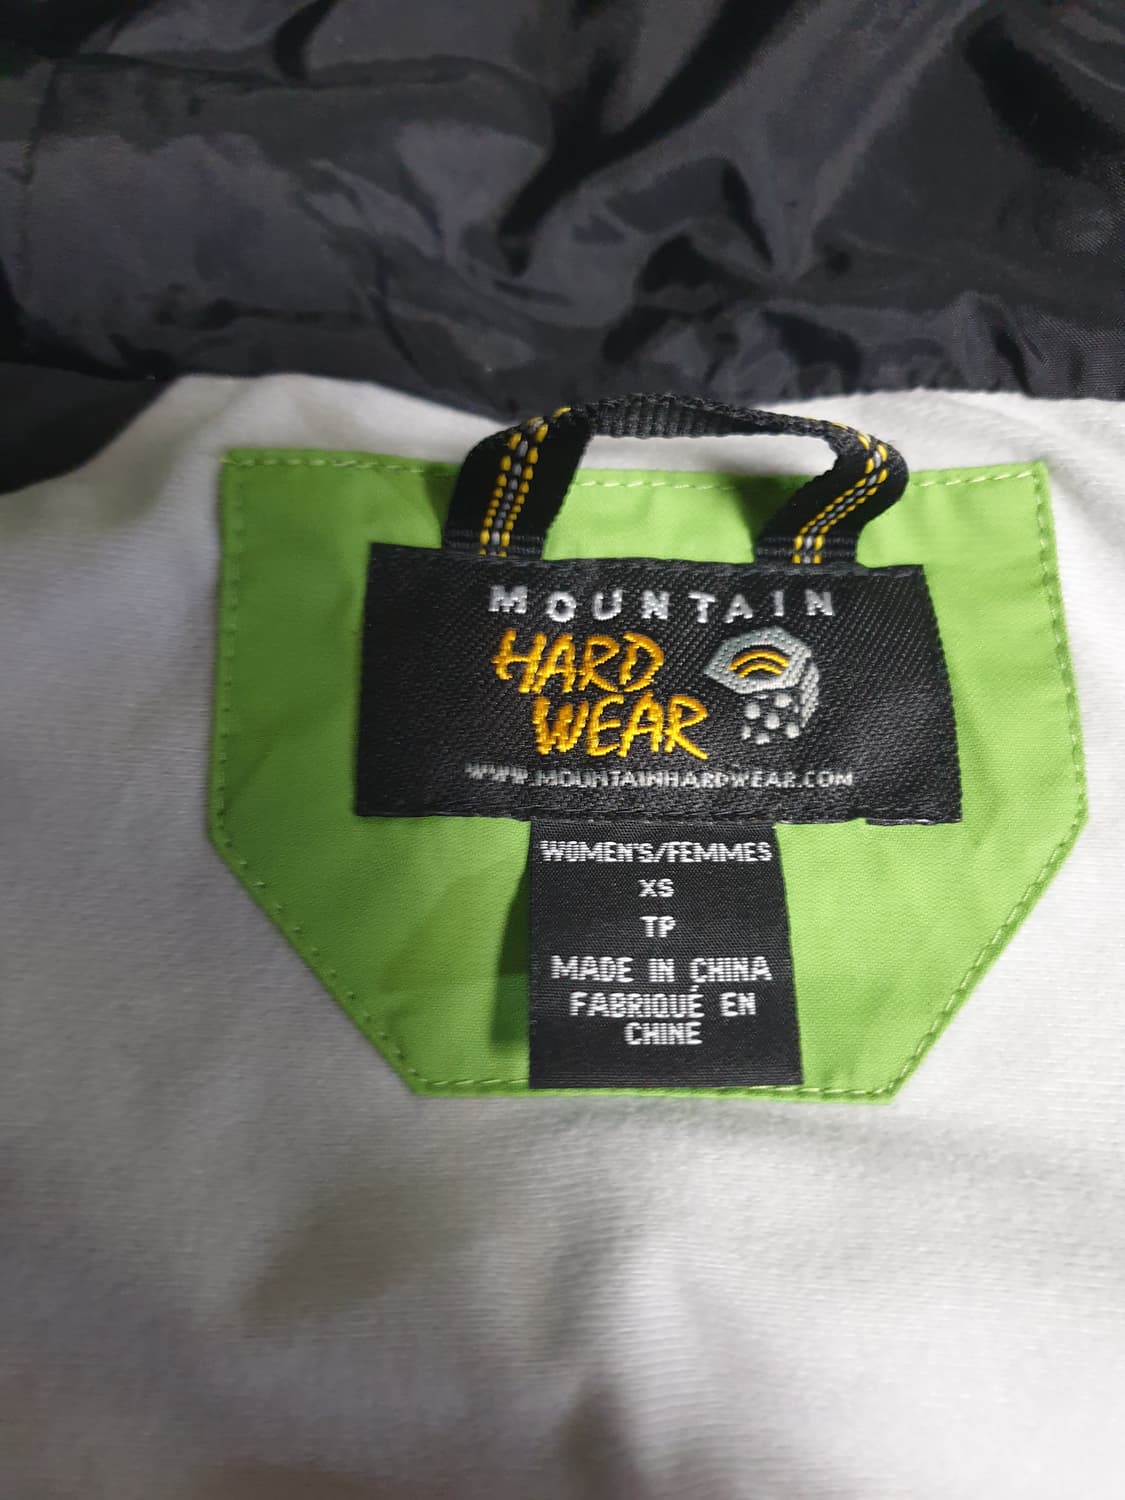 MOUNTAIN
HARD
WEAR
WWW.MOUNTAINHARDWEAR.COM
WOMEN'S/FEMMES
XS
TP
MADE IN CHINA
FABRIQUÉ EN
CHINE